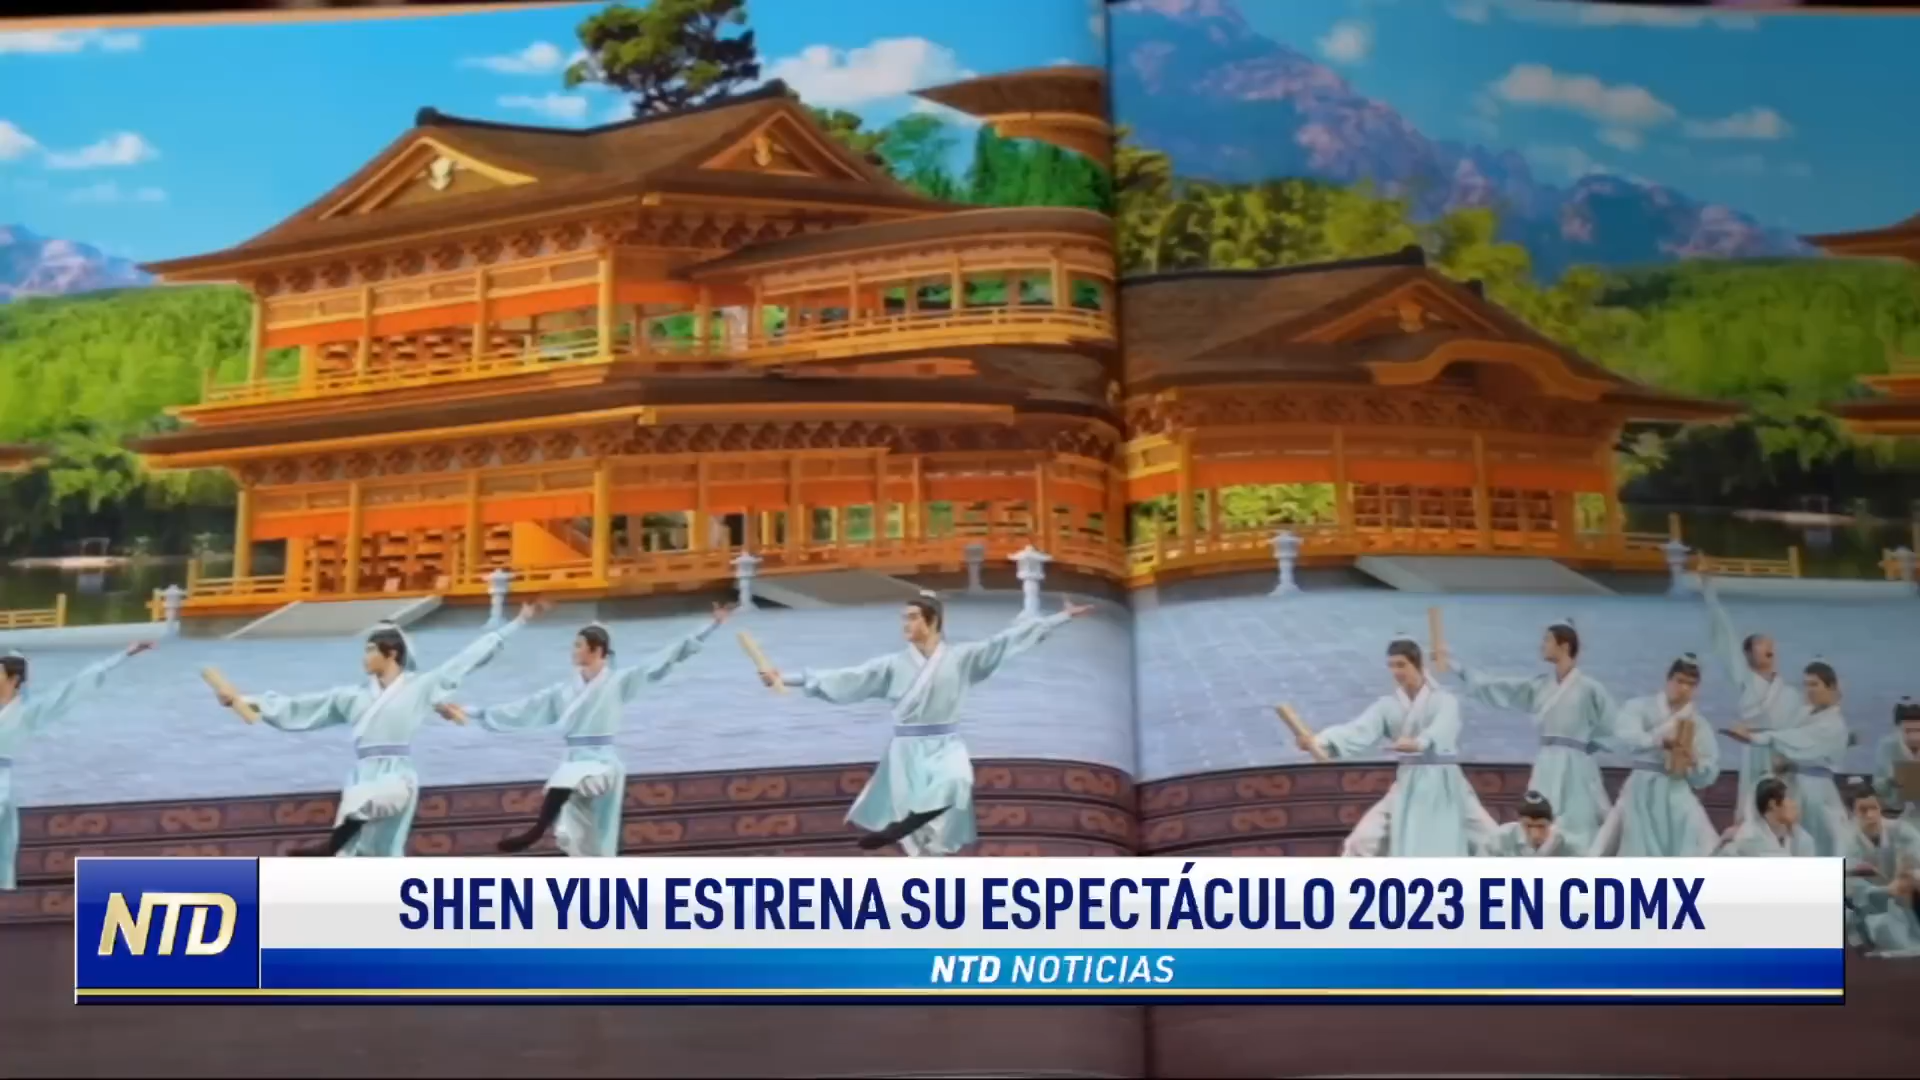 SHEN YUN ESTRENA SU ESPECTÁCULO 2023 EN CDMX
NTD
NTD NOTICIAS